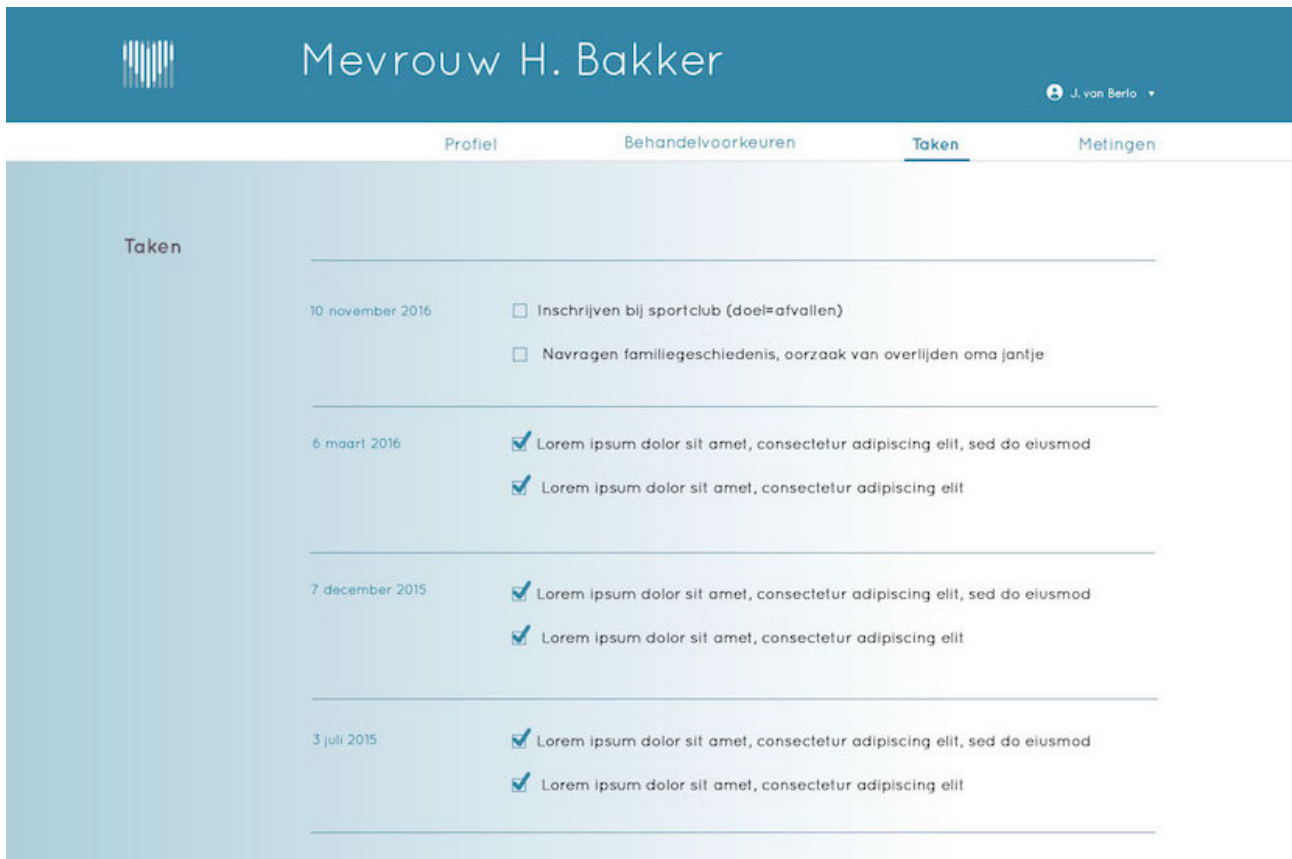 Mevrouw H. Bakker
J. van Berlo
Profiel Behandelvoorkeuren Taken Metingen
Taken
10 november 2016 Inschrijven bij sportclub (doel=afvallen)
Navragen familiegeschiedenis, oorzaak van overlijden oma jantje
6 maart 2016 Lorem ipsum dolor sit amet, consectetur adipiscing elit, sed do eiusmod
Lorem ipsum dolor sit amet, consectetur adipiscing elit
7 december 2015 Lorem ipsum dolor sit amet, consectetur adipiscing elit, sed do eiusmod
Lorem ipsum dolor sit amet, consectetur adipiscing elit
3 juli 2015 Lorem ipsum dolor sit amet, consectetur adipiscing elit, sed do eiusmod
Lorem ipsum dolor sit amet, consectetur adipiscing elit